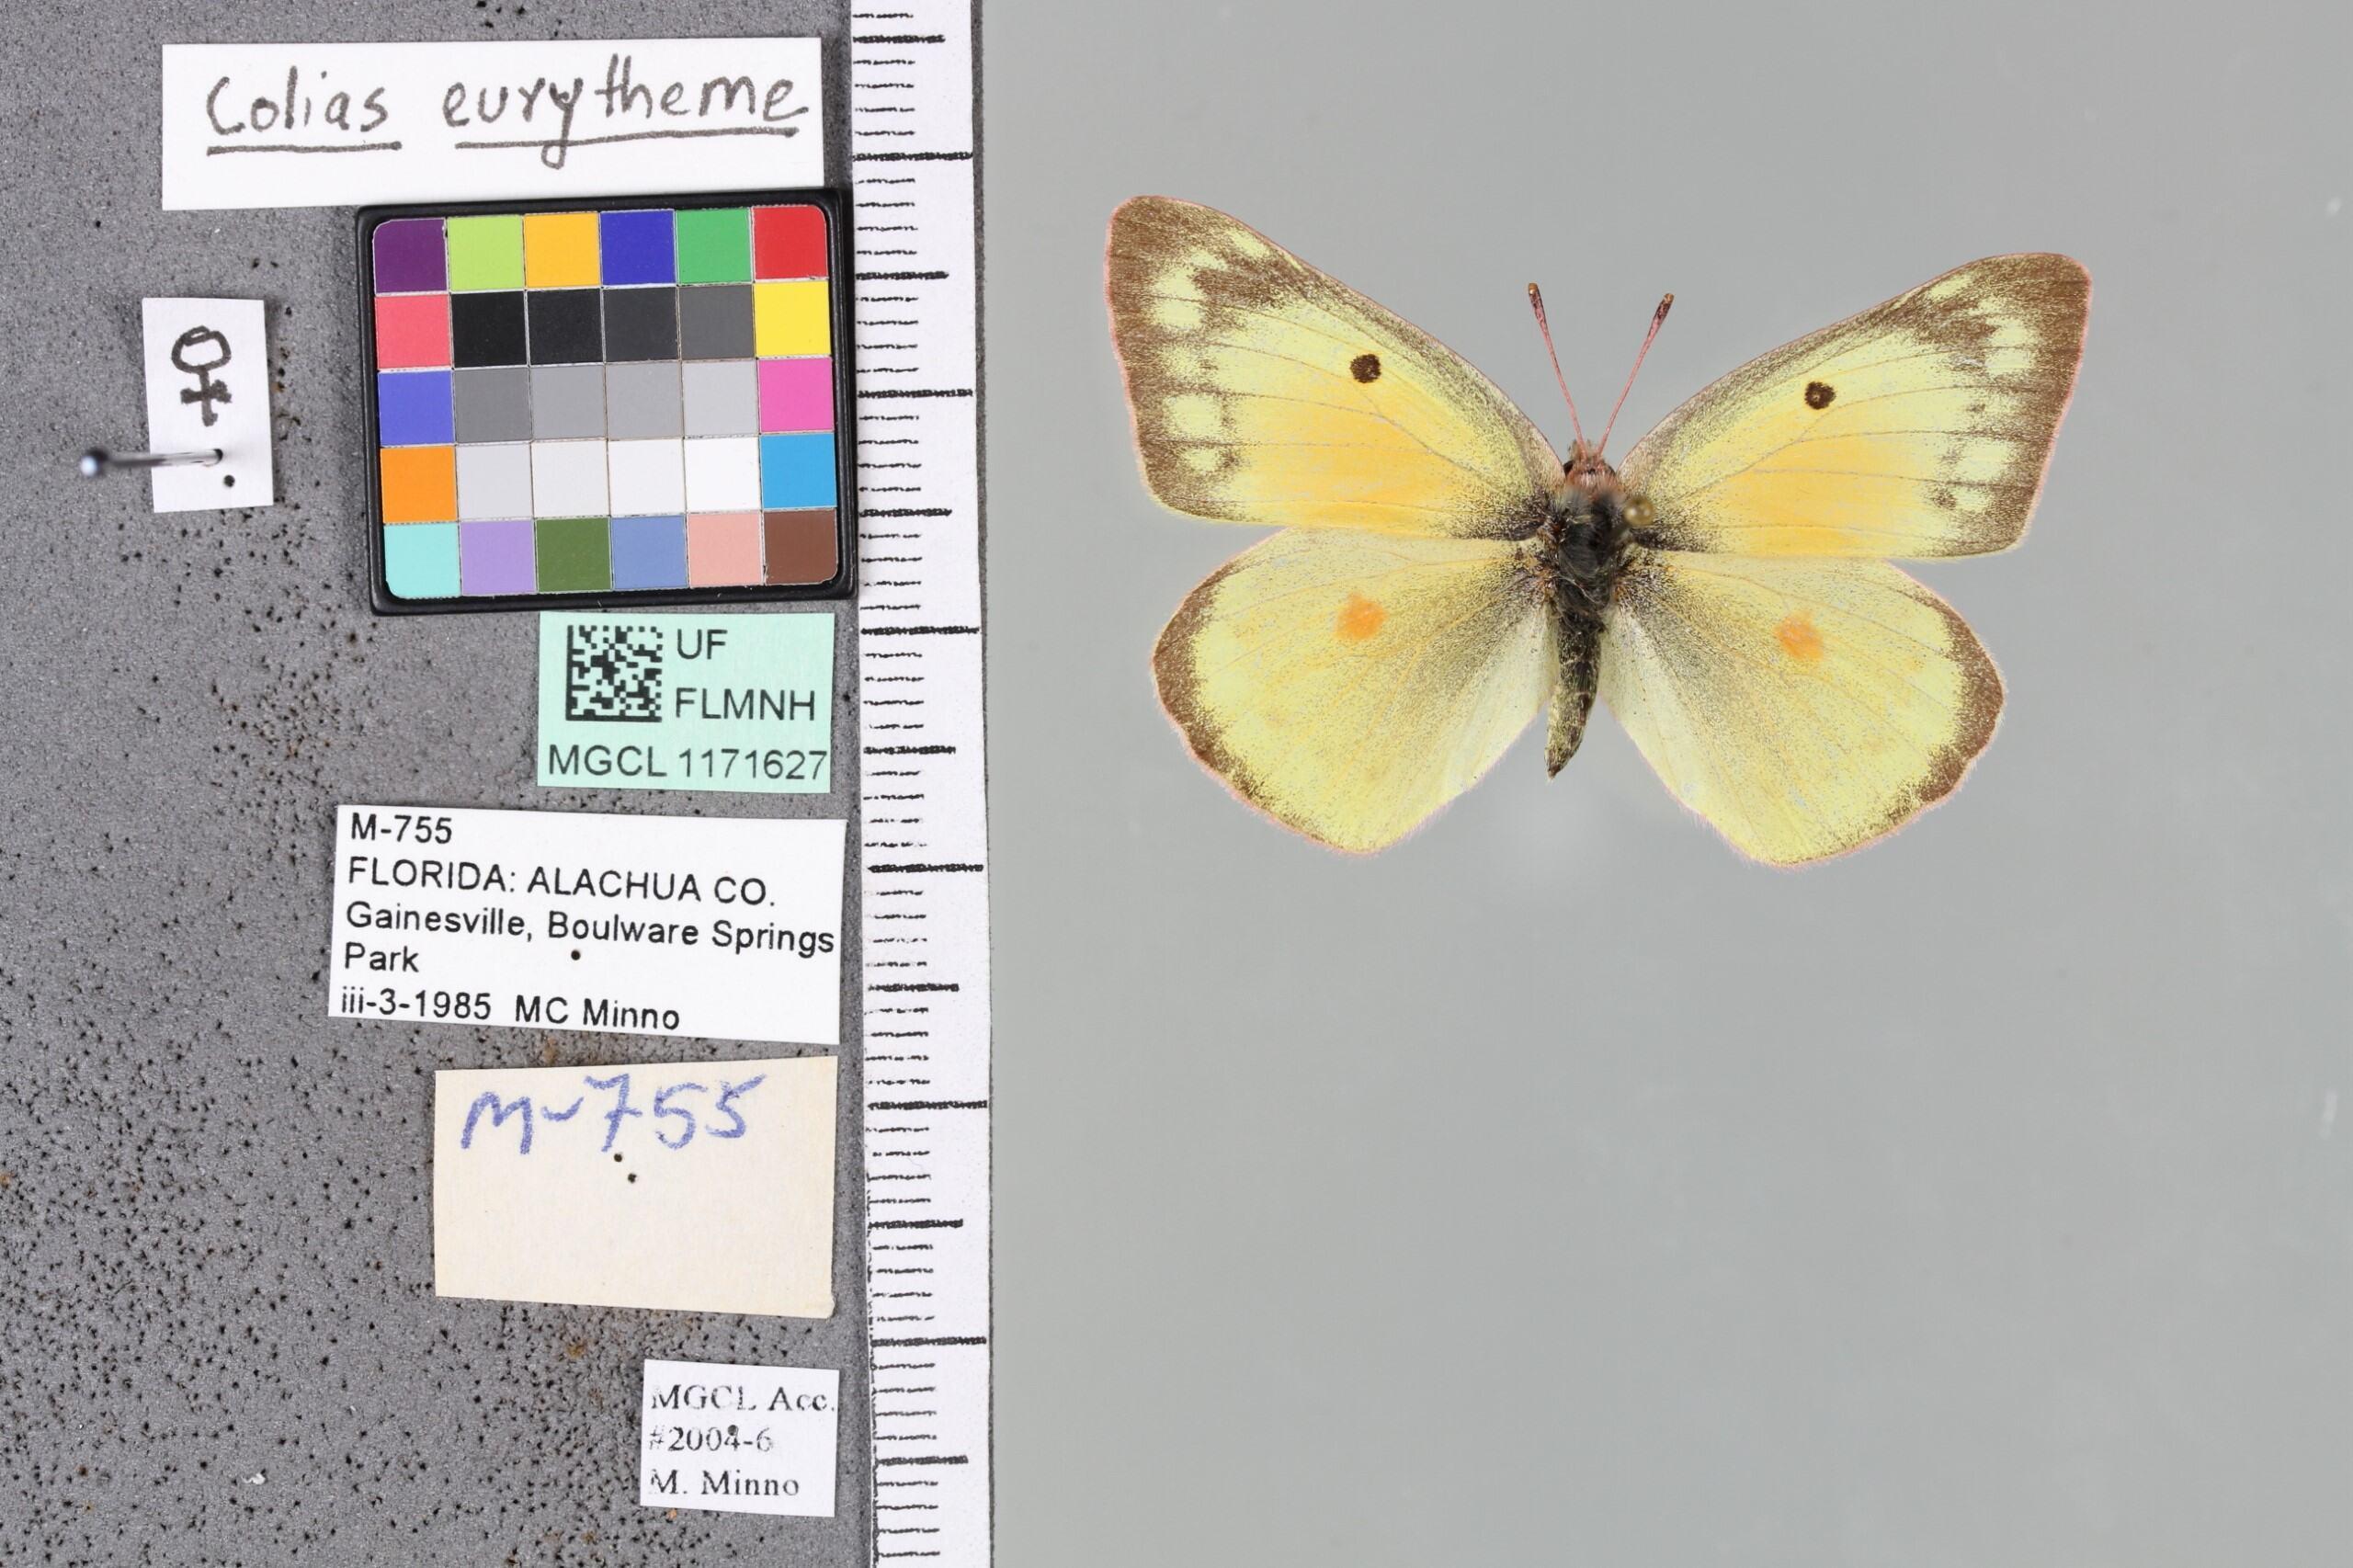 Colias eurytheme
♀
UF
FLMNH
MGCL 1171627
M-755
FLORIDA: ALACHUA CO.
Gainesville, Boulware Springs
Park
iii-3-1985 MC Minno
M-755
MGCL Acc.
#2004-6
M. Minno